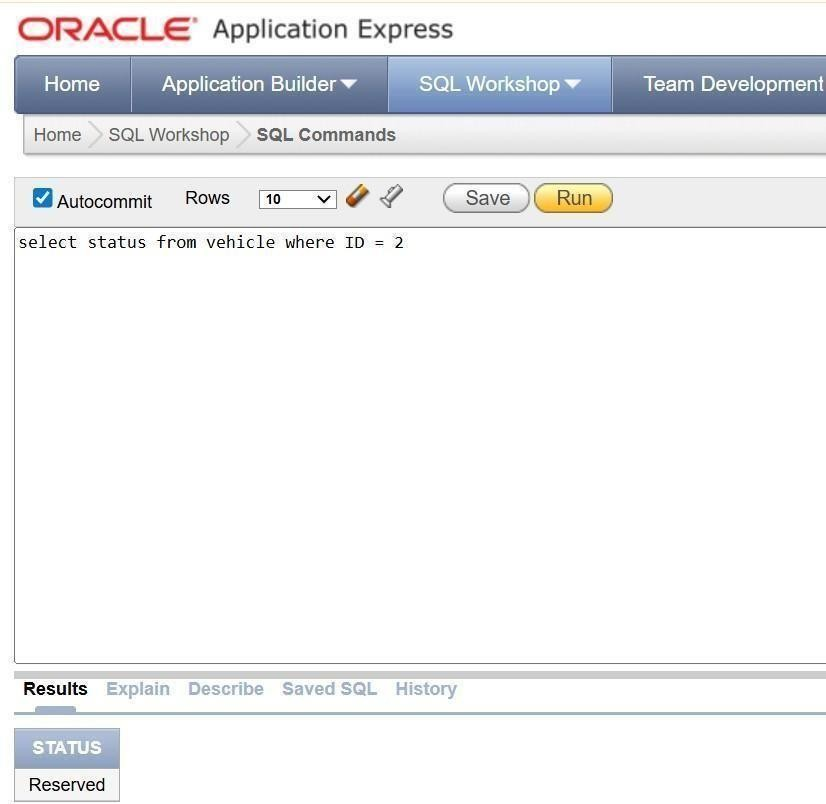 ORACLE® Application Express
Home Application Builder SQL Workshop Team Development
Home SQL Workshop SQL Commands
Autocommit Rows 10 Save Run
select status from vehicle where ID = 2
Results Explain Describe Saved SQL History
STATUS
Reserved